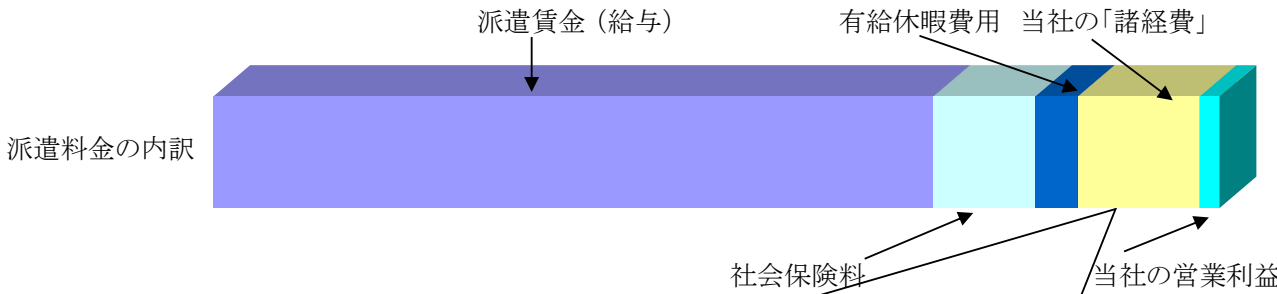 派遣賃金（給与）
有給休暇費用
当社の「諸経費」
派遣料金の内訳
社会保険料
当社の営業利益